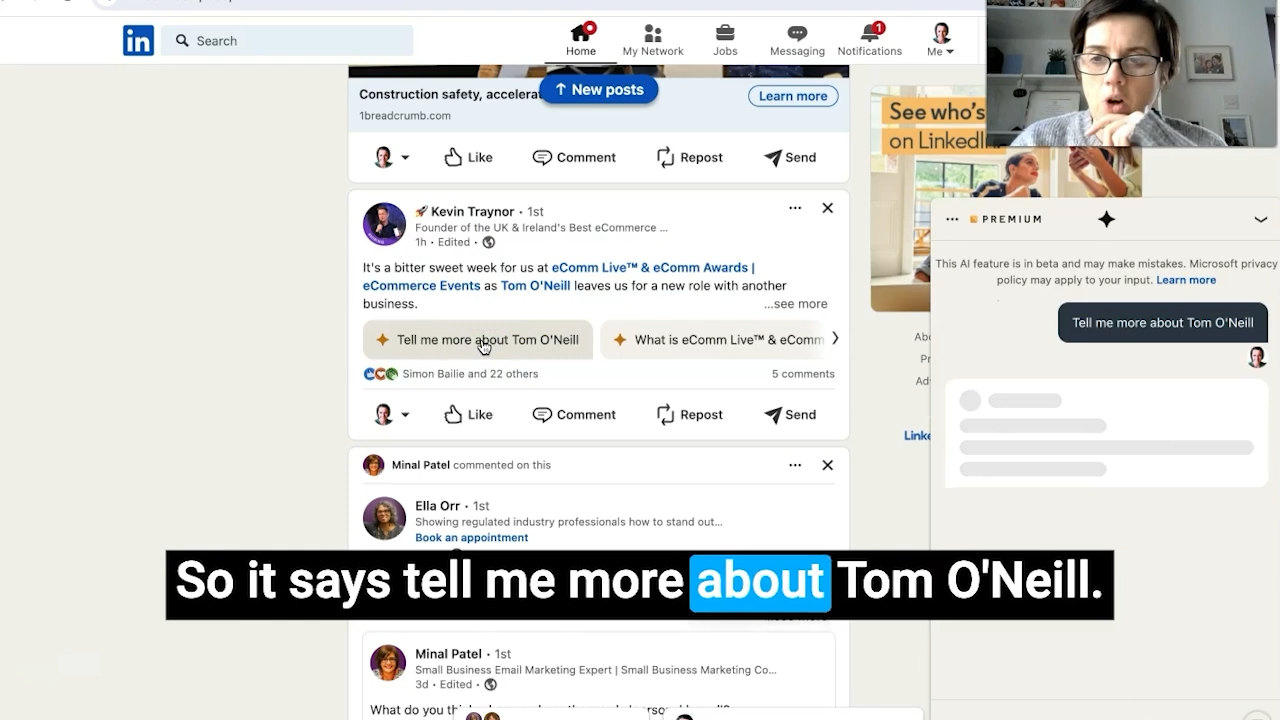 in
Search
Home
My Network
Jobs
Messaging
1
Notifications
Me
Construction safety,
1breadcrumb.com
↑ New posts
Learn more
See who's
on
Like
Comment
Repost
Send
Kevin Traynor • 1st
Founder of the UK & Ireland's Best eCommerce ...
1h • Edited •
It's a bitter sweet week for us at eComm Live™ & eComm Awards |
eCommerce Events as Tom O'Neill leaves us for a new role with another
business.
...see more
Tell me more about Tom O'Neill
What is eComm Live™ & eComm
Simon Bailie and 22 others
5 comments
Like
Comment
Repost
Send
Minal Patel commented on this
Ella Orr • 1st
Showing regulated industry professionals how to stand out...
Book an appointment
So it says tell me more about Tom O'Neill.
Minal Patel • 1st
Small Business Email Marketing Expert | Small Business Marketing Co...
3d • Edited •
What do you
PREMIUM
This AI feature is in beta and may make mistakes. Microsoft privacy
policy may apply to your input. Learn more
Tell me more about Tom O'Neill